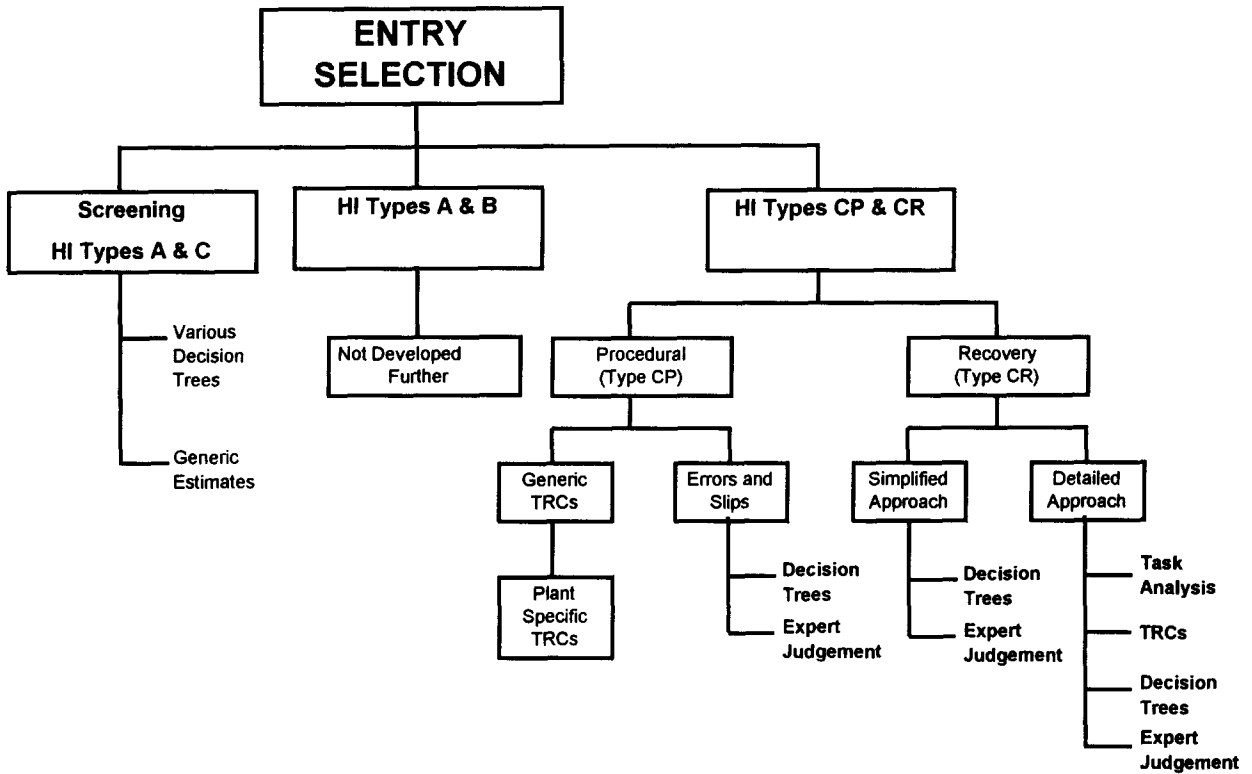 ENTRY
SELECTION
Screening
HI Types A & C
HI Types A & B
HI Types CP & CR
Various
Decision
Trees
Generic
Estimates
Not Developed
Further
Procedural
(Type CP)
Recovery
(Type CR)
Generic
TRCs
Errors and
Slips
Simplified
Approach
Detailed
Approach
Plant
Specific
TRCs
Decision
Trees
Expert
Judgement
Decision
Trees
Expert
Judgement
Task
Analysis
TRCs
Decision
Trees
Expert
Judgement